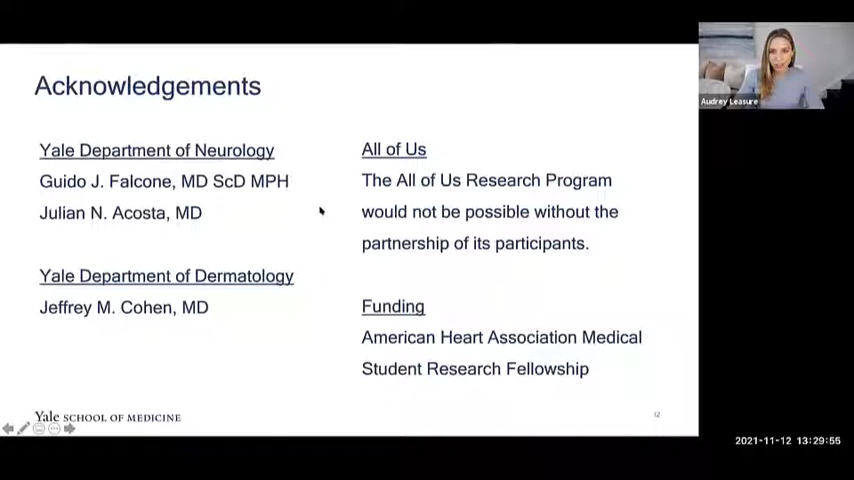 Acknowledgements
Yale Department of Neurology
Guido J. Falcone, MD ScD MPH
Julian N. Acosta, MD
Yale Department of Dermatology
Jeffrey M. Cohen, MD
All of Us
The All of Us Research Program
would not be possible without the
partnership of its participants.
Funding
American Heart Association Medical
Student Research Fellowship
Yale SCHOOL OF MEDICINE
12
Audrey Leasure
2021-11-12 13:29:55